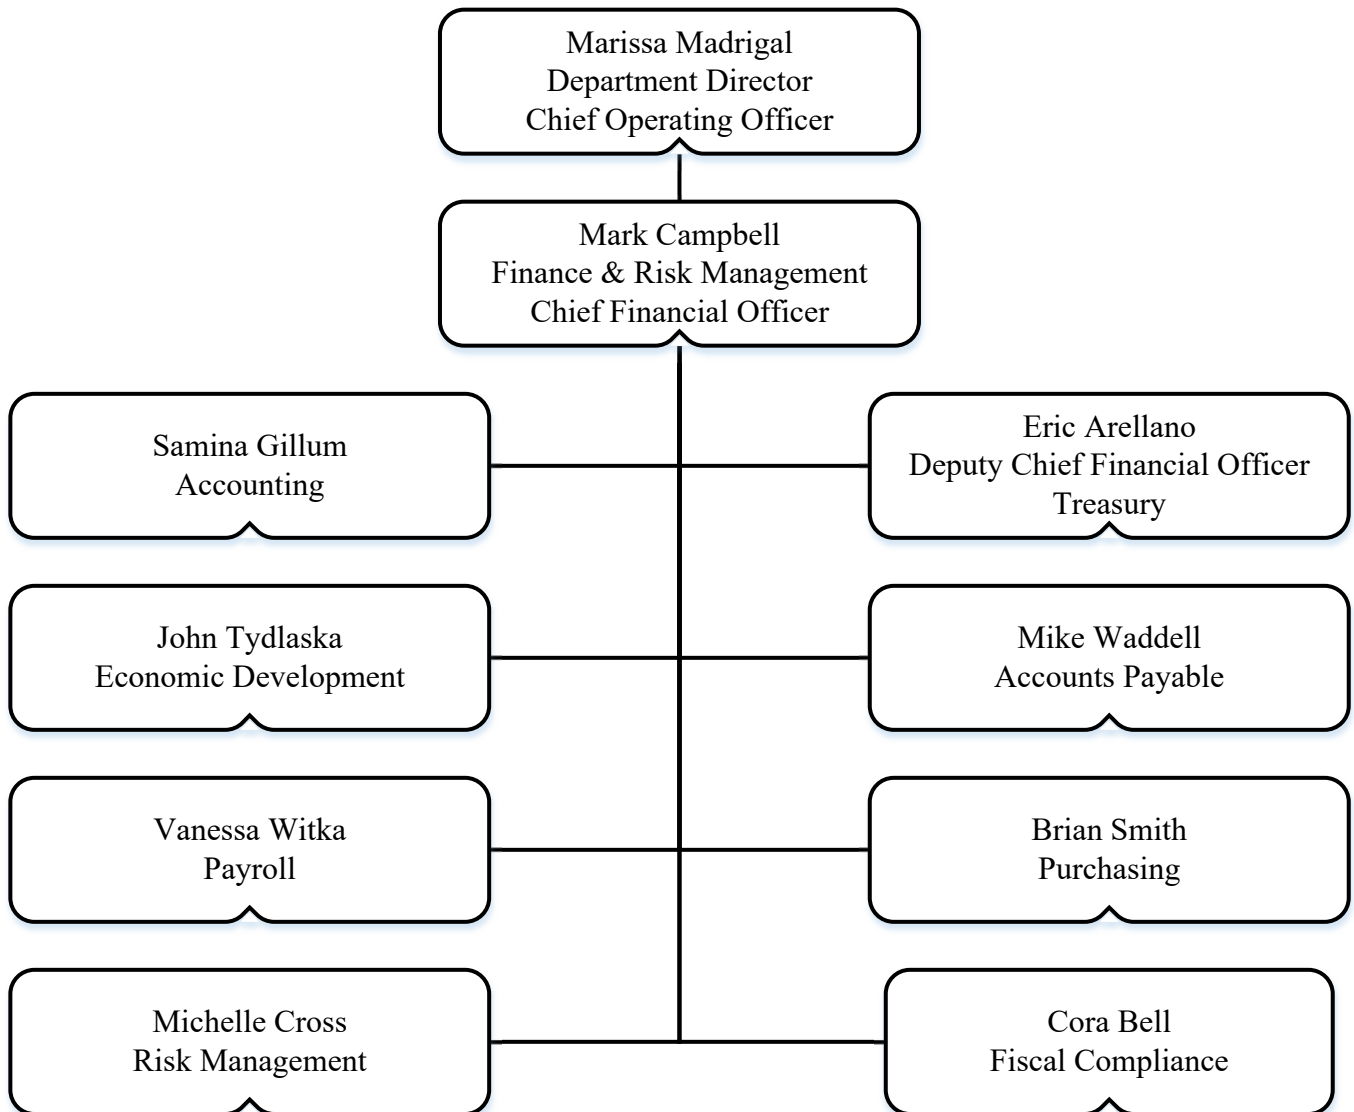 Marissa Madrigal
Department Director
Chief Operating Officer
Mark Campbell
Finance & Risk Management
Chief Financial Officer
Samina Gillum
Accounting
Eric Arellano
Deputy Chief Financial Officer
Treasury
John Tydlaska
Economic Development
Mike Waddell
Accounts Payable
Vanessa Witka
Payroll
Brian Smith
Purchasing
Michelle Cross
Risk Management
Cora Bell
Fiscal Compliance